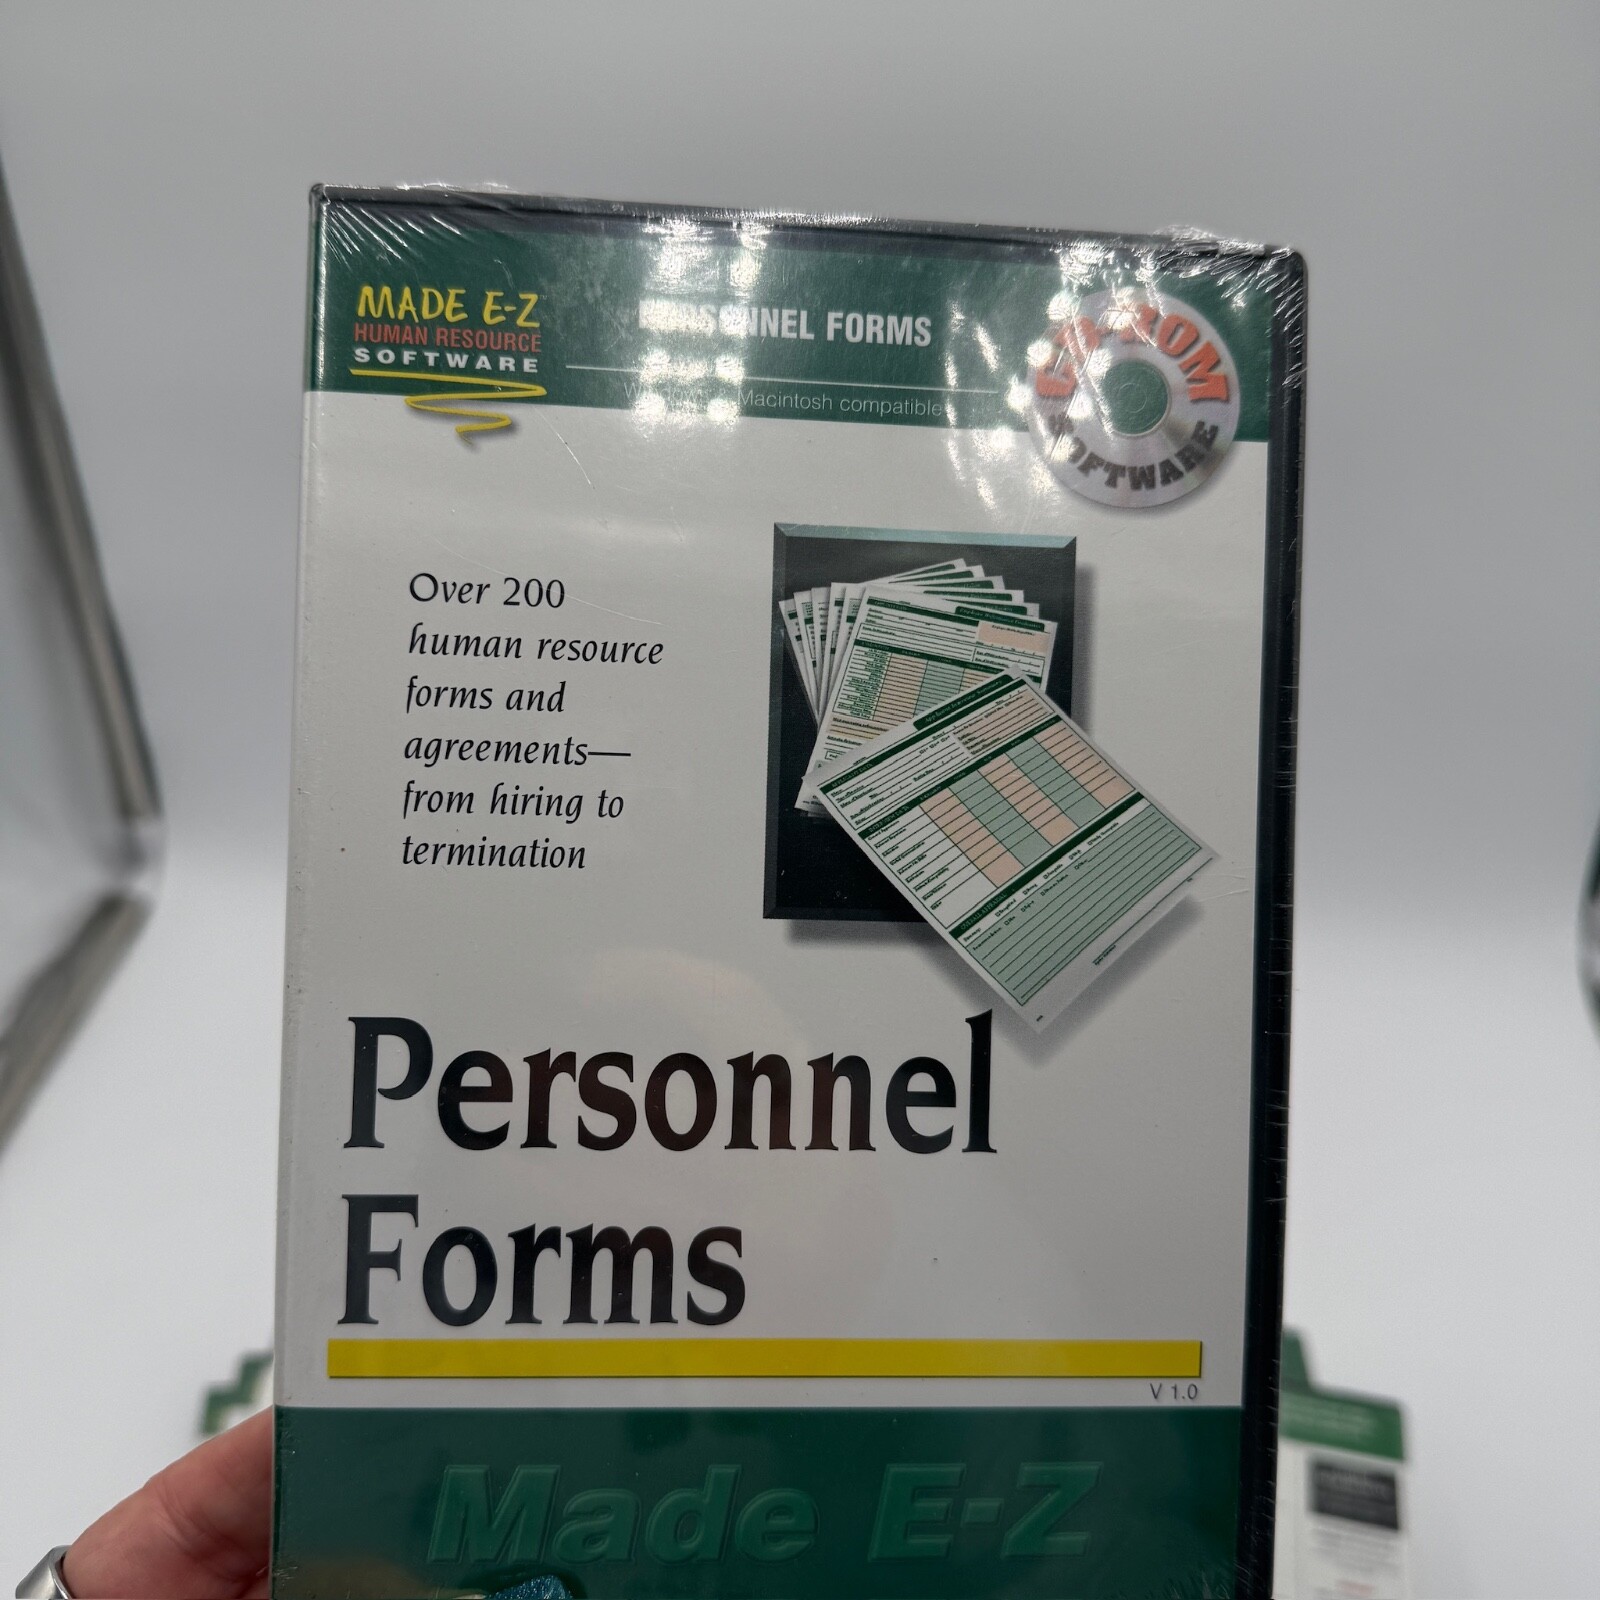 MADE E-Z
HUMAN RESOURCE
SOFTWARE
PERSONNEL FORMS
Macintosh compatible
CD-ROM
SOFTWARE
Over 200
human resource
forms and
agreements—
from hiring to
termination
Personnel
Forms
V 1.0
Made E-Z